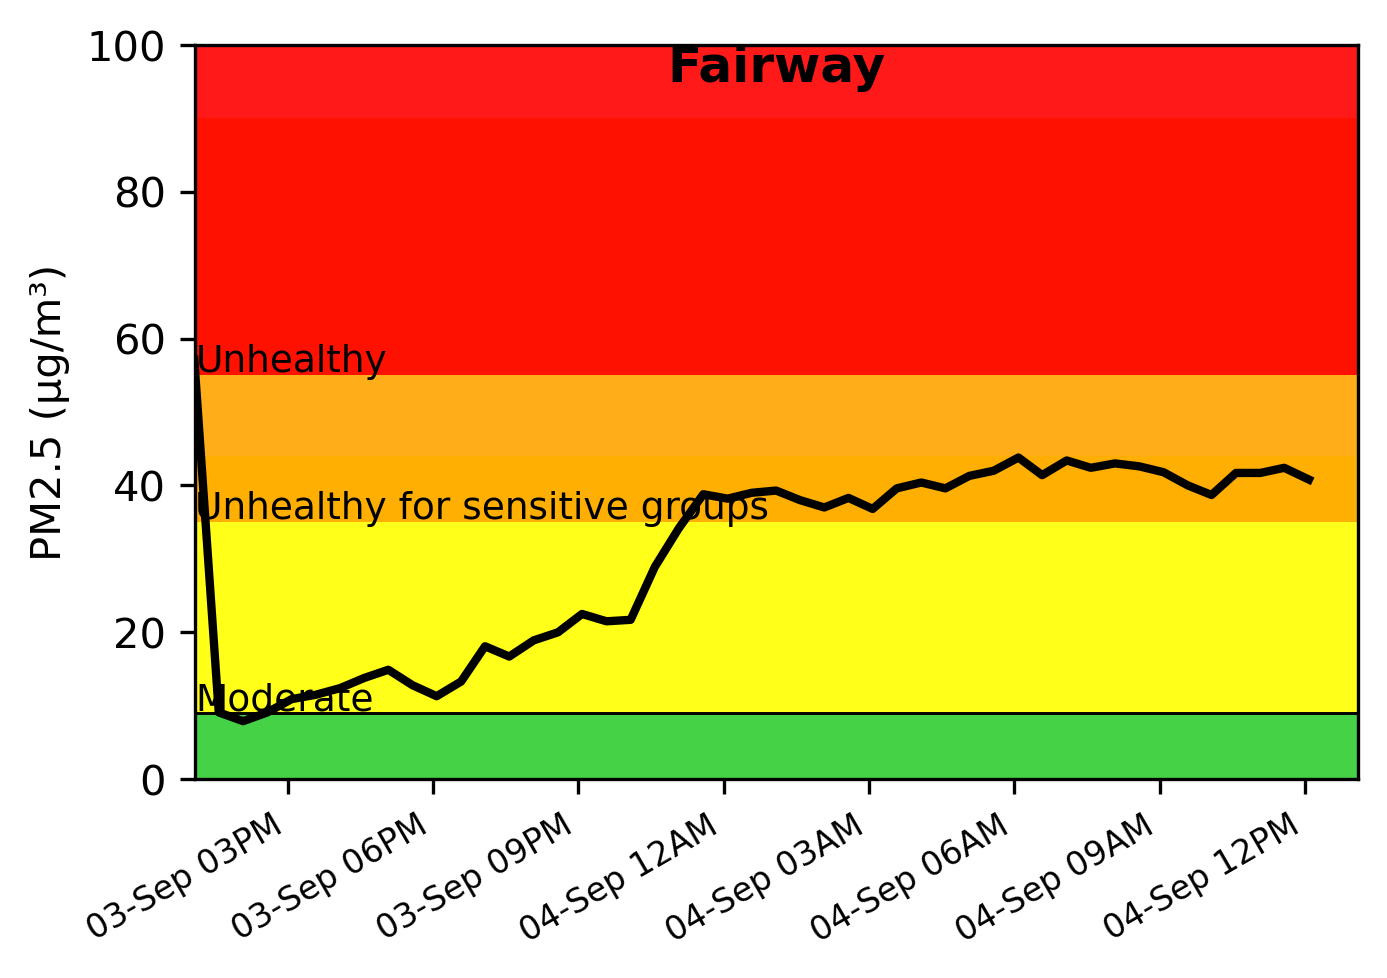 Fairway
PM2.5 (µg/m³)
100
80
60
40
20
0
Unhealthy
Unhealthy for sensitive groups
Moderate
03-Sep 03PM
03-Sep 06PM
03-Sep 09PM
04-Sep 12AM
04-Sep 03AM
04-Sep 06AM
04-Sep 09AM
04-Sep 12PM